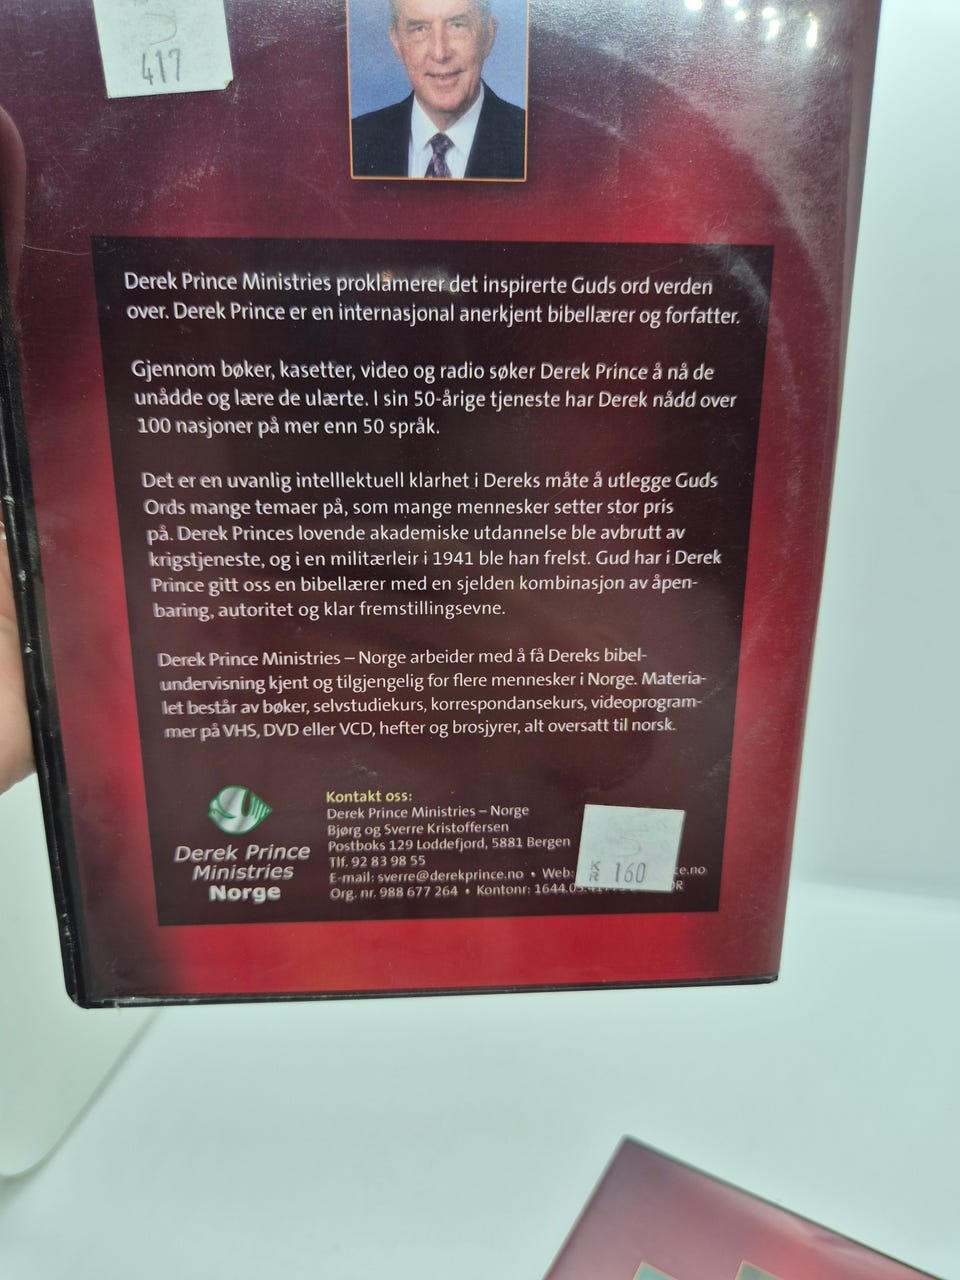 417
Derek Prince Ministries proklamerer det inspirerte Guds ord verden
over. Derek Prince er en internasjonal anerkjent bibellærer og forfatter.
Gjennom bøker, kasetter, video og radio søker Derek Prince å nå de
unådde og lære de ulærte. I sin 50-årige tjeneste har Derek nådd over
100 nasjoner på mer enn 50 språk.
Det er en uvanlig intelllektuell klarhet i Dereks måte å utlegge Guds
Ords mange temaer på, som mange mennesker setter stor pris
på. Derek Princes lovende akademiske utdannelse ble avbrutt av
krigstjeneste, og i en militærleir i 1941 ble han frelst. Gud har i Derek
Prince gitt oss en bibellærer med en sjelden kombinasjon av åpen-
baring, autoritet og klar fremstillingsevne.
Derek Prince Ministries – Norge arbeider med å få Dereks bibel-
undervisning kjent og tilgjengelig for flere mennesker i Norge. Materia-
let består av bøker, selvstudiekurs, korrespondansekurs, videoprogram-
mer på VHS, DVD eller VCD, hefter og brosjyrer, alt oversatt til norsk.
Derek Prince
Ministries
Norge
Kontakt oss:
Derek Prince Ministries – Norge
Bjørg og Sverre Kristoffersen
Postboks 129 Loddefjord, 5881 Bergen
Tlf. 92 83 98 55
E-mail: sverre@derekprince.no • Web:
Org. nr. 988 677 264 • Kontonr:
KR 160